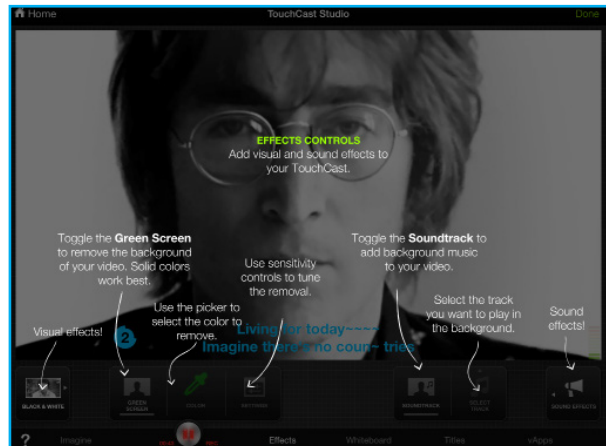 Home
TouchCast Studio
Done
EFFECTS CONTROLS
Add visual and sound effects to
your TouchCast.
Toggle the Green Screen
to remove the background
of your video. Solid colors
work best.
Use sensitivity
controls to tune
the removal.
Toggle the Soundtrack to
add background music
to your video.
Use the picker to
select the color to
remove.
Select the track
you want to play in
the background.
Sound
effects!
Visual effects!
2
Living for today~~~~
Imagine there's no coun~ tries
BLACK & WHITE
GREEN
SCREEN
COLOR
SOUNDTRACK
SELECT
TRACK
SOUND EFFECTS
?
Imagine
Effects
Whiteboard
Titles
vApps